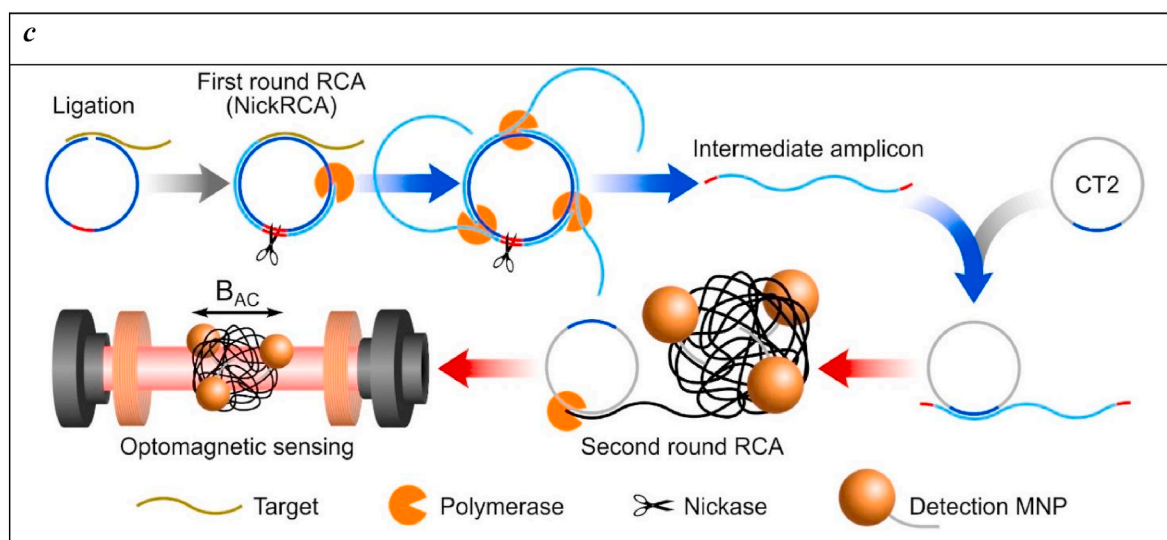 c
First round RCA
(NickRCA)
Ligation
Intermediate amplicon
CT2
B_AC
Optomagnetic sensing
Second round RCA
Target
Polymerase
Nickase
Detection MNP